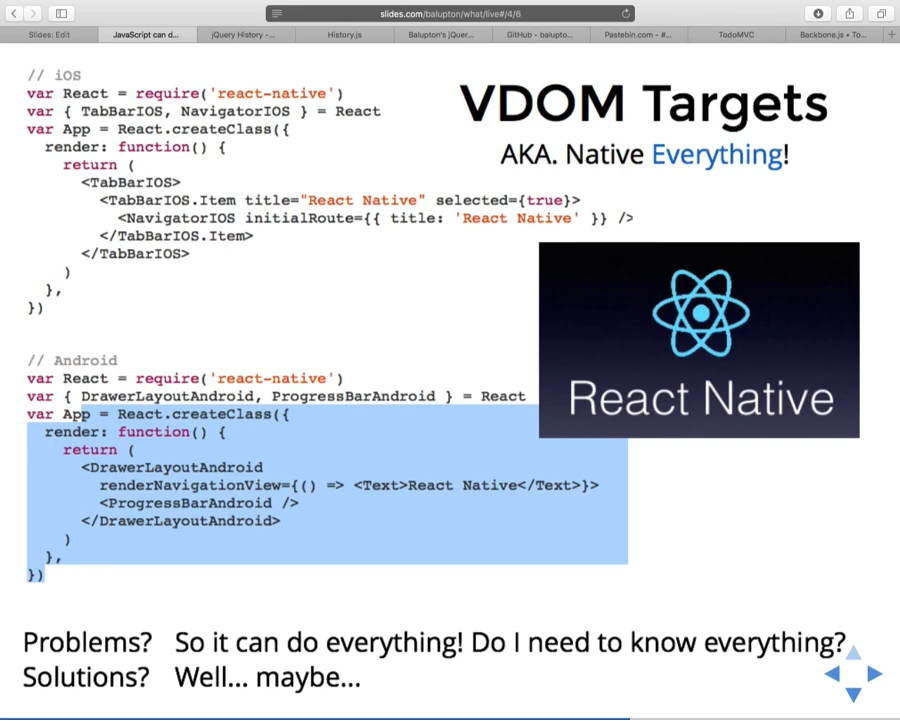 slides.com/balupton/what/live#/4/6
Slides: Edit
JavaScript can d...
jQuery History -...
History.js
Balupton's jQuer...
GitHub - balupto...
Pastebin.com - #...
TodoMVC
Backbone.js • To...
// iOS
var React = require('react-native')
var { TabBarIOS, NavigatorIOS } = React
var App = React.createClass({
render: function() {
return (
<TabBarIOS>
<TabBarIOS.Item title="React Native" selected={true}>
<NavigatorIOS initialRoute={{ title: 'React Native' }} />
</TabBarIOS.Item>
</TabBarIOS>
)
},
})
VDOM Targets
AKA. Native Everything!
React Native
// Android
var React = require('react-native')
var { DrawerLayoutAndroid, ProgressBarAndroid } = React
var App = React.createClass({
render: function() {
return (
<DrawerLayoutAndroid
renderNavigationView={() => <Text>React Native</Text>}>
<ProgressBarAndroid />
</DrawerLayoutAndroid>
)
},
})
Problems? So it can do everything! Do I need to know everything?
Solutions? Well... maybe...